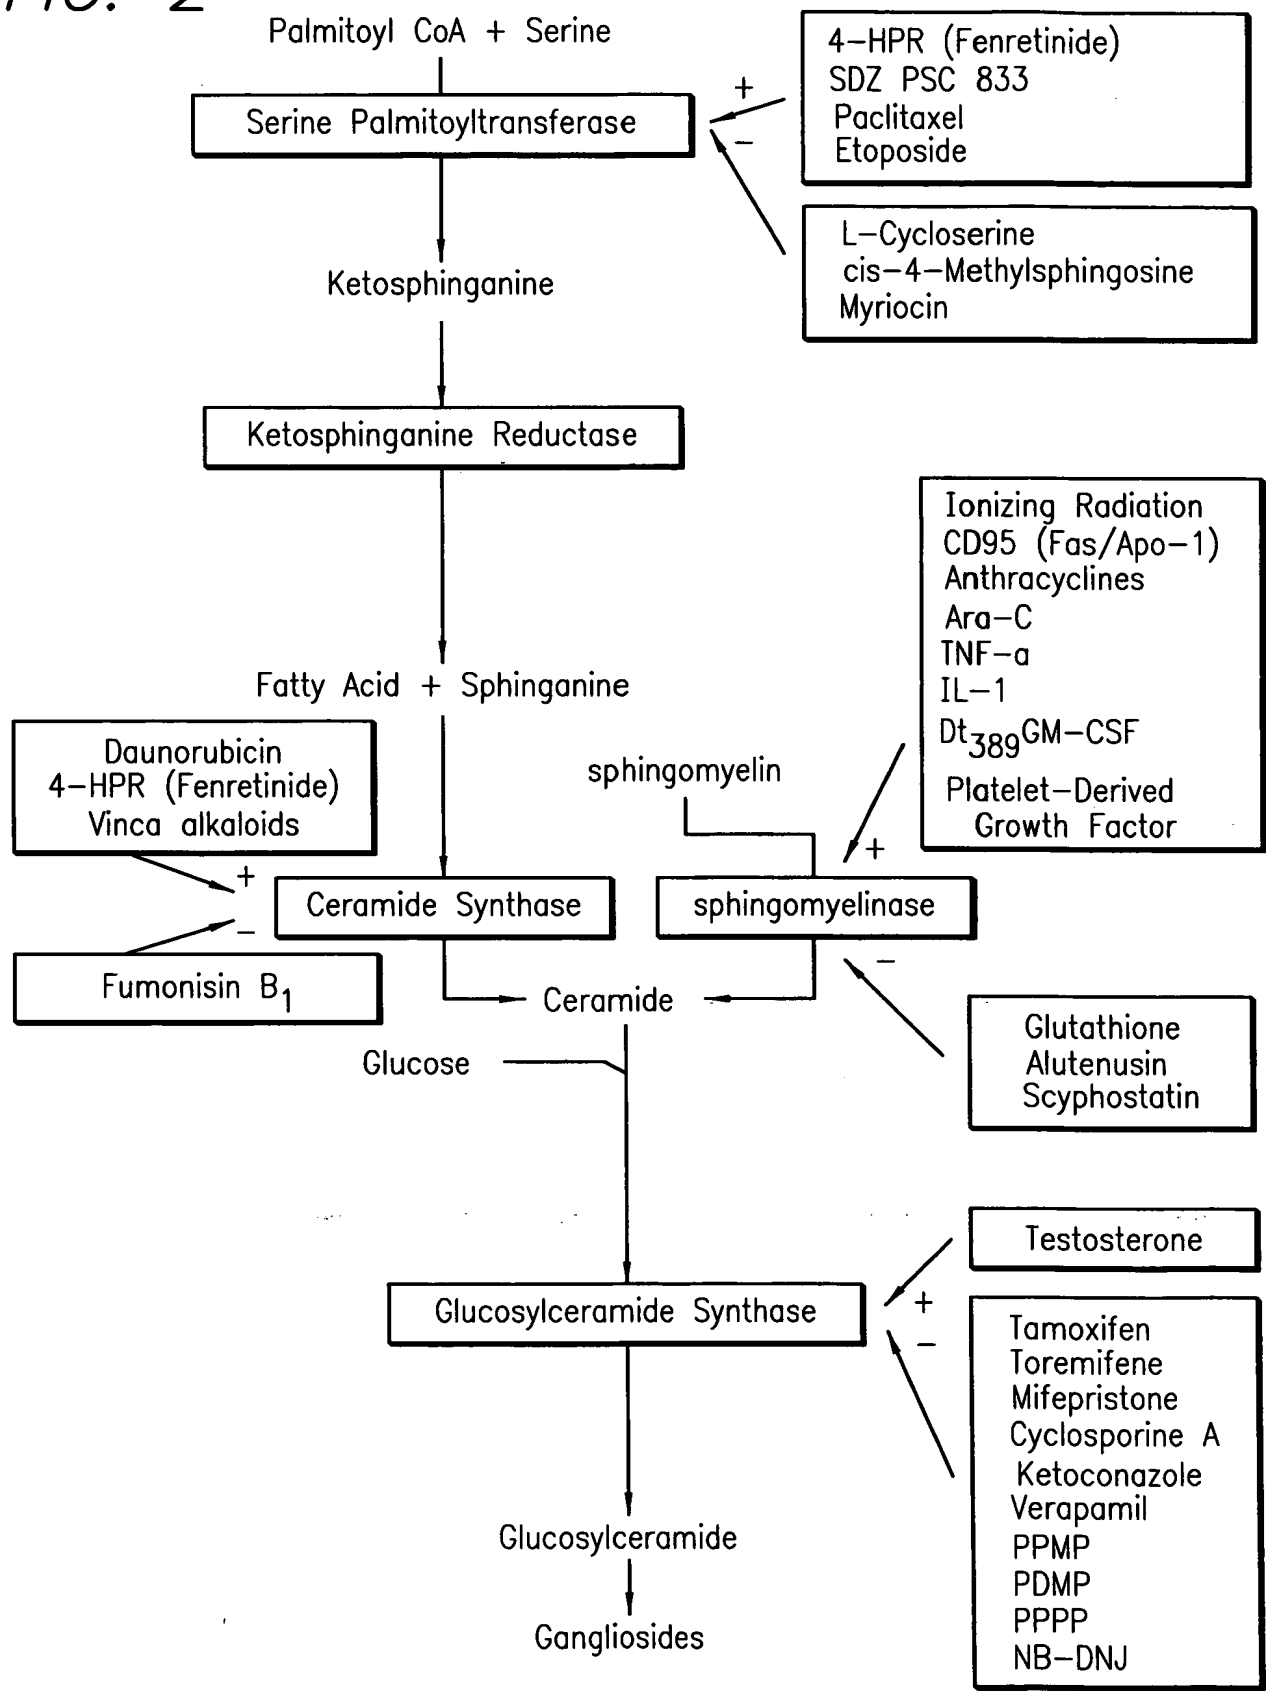 FIG. 2
Palmitoyl CoA + Serine
4-HPR (Fenretinide)
SDZ PSC 833
Paclitaxel
Etoposide
+
Serine Palmitoyltransferase
-
L-Cycloserine
cis-4-Methylsphingosine
Myriocin
Ketosphinganine
Ketosphinganine Reductase
Ionizing Radiation
CD95 (Fas/Apo-1)
Anthracyclines
Ara-C
TNF-a
IL-1
Dt389GM-CSF
Platelet-Derived
Growth Factor
Fatty Acid + Sphinganine
Daunorubicin
4-HPR (Fenretinide)
Vinca alkaloids
sphingomyelin
+
+
Ceramide Synthase
sphingomyelinase
-
-
Fumonisin B1
Ceramide
Glucose
Glutathione
Alutenusin
Scyphostatin
Testosterone
+
Glucosylceramide Synthase
-
Tamoxifen
Toremifene
Mifepristone
Cyclosporine A
Ketoconazole
Verapamil
PPMP
PDMP
PPPP
NB-DNJ
Glucosylceramide
Gangliosides